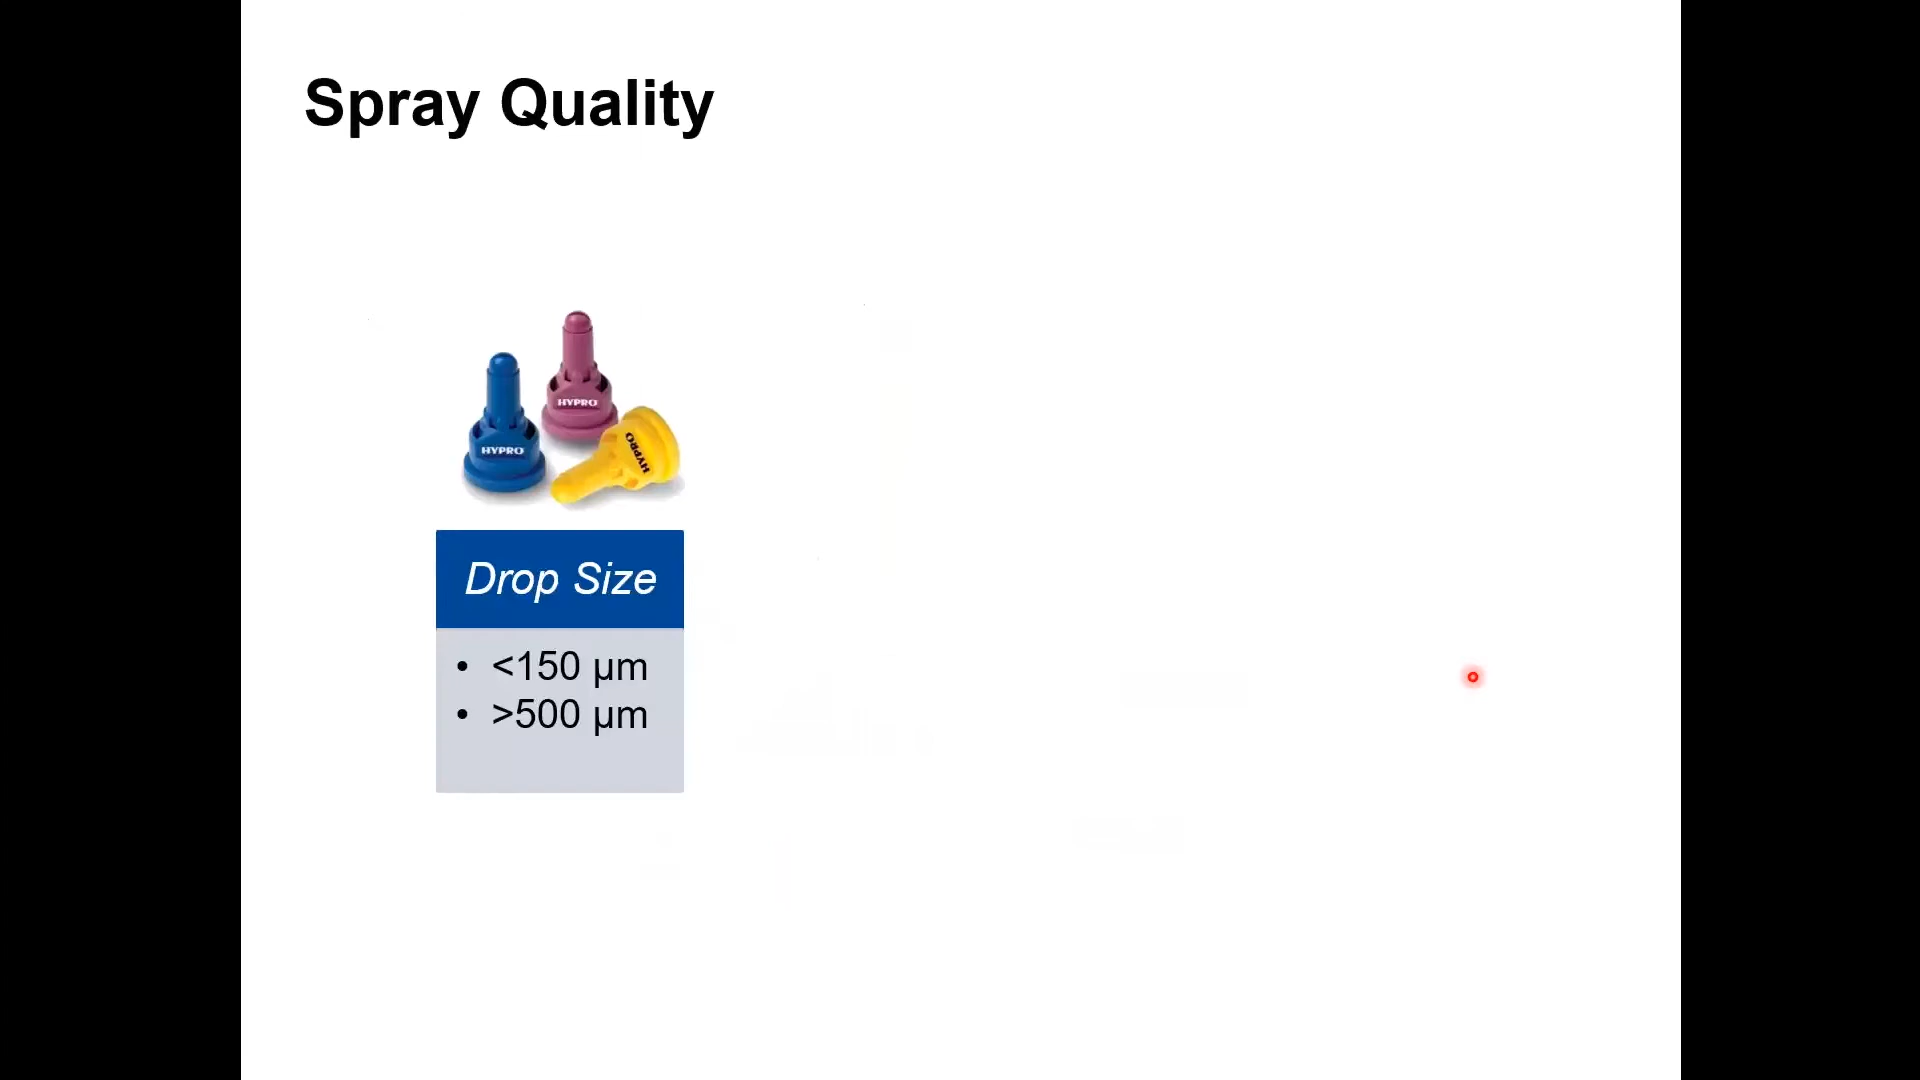 Spray Quality
HYPRO
HYPRO
HYPRO
Drop Size
• <150 µm
• >500 µm